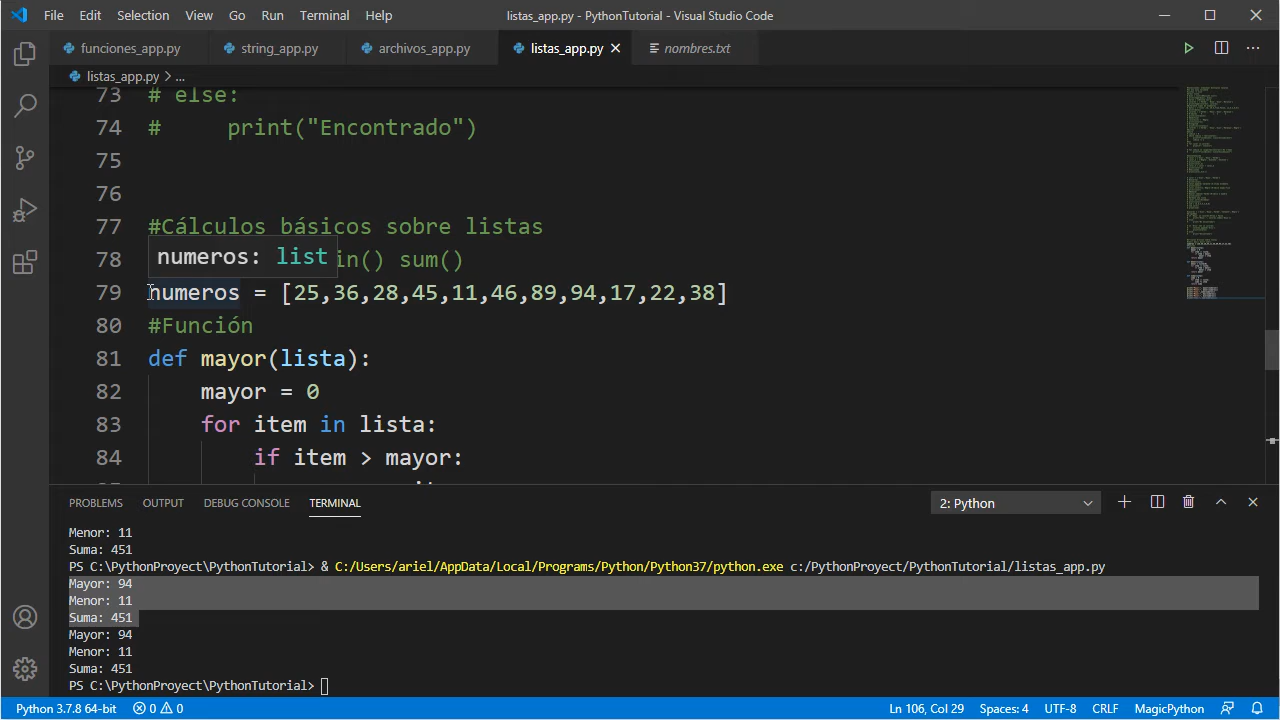 File Edit Selection View Go Run Terminal Help listas_app.py - PythonTutorial - Visual Studio Code
funciones_app.py string_app.py archivos_app.py listas_app.py nombres.txt
listas_app.py > ...
73 # else:
74 #     print("Encontrado")
75
76
77 #Cálculos básicos sobre listas
numeros: list
78 in() sum()
79 numeros = [25,36,28,45,11,46,89,94,17,22,38]
80 #Función
81 def mayor(lista):
82     mayor = 0
83     for item in lista:
84         if item > mayor:
PROBLEMS OUTPUT DEBUG CONSOLE TERMINAL 2: Python
Menor: 11
Suma: 451
PS C:\PythonProyect\PythonTutorial> & C:/Users/ariel/AppData/Local/Programs/Python/Python37/python.exe c:/PythonProyect/PythonTutorial/listas_app.py
Mayor: 94
Menor: 11
Suma: 451
Mayor: 94
Menor: 11
Suma: 451
PS C:\PythonProyect\PythonTutorial>
Python 3.7.8 64-bit 0 0 Ln 106, Col 29 Spaces: 4 UTF-8 CRLF MagicPython